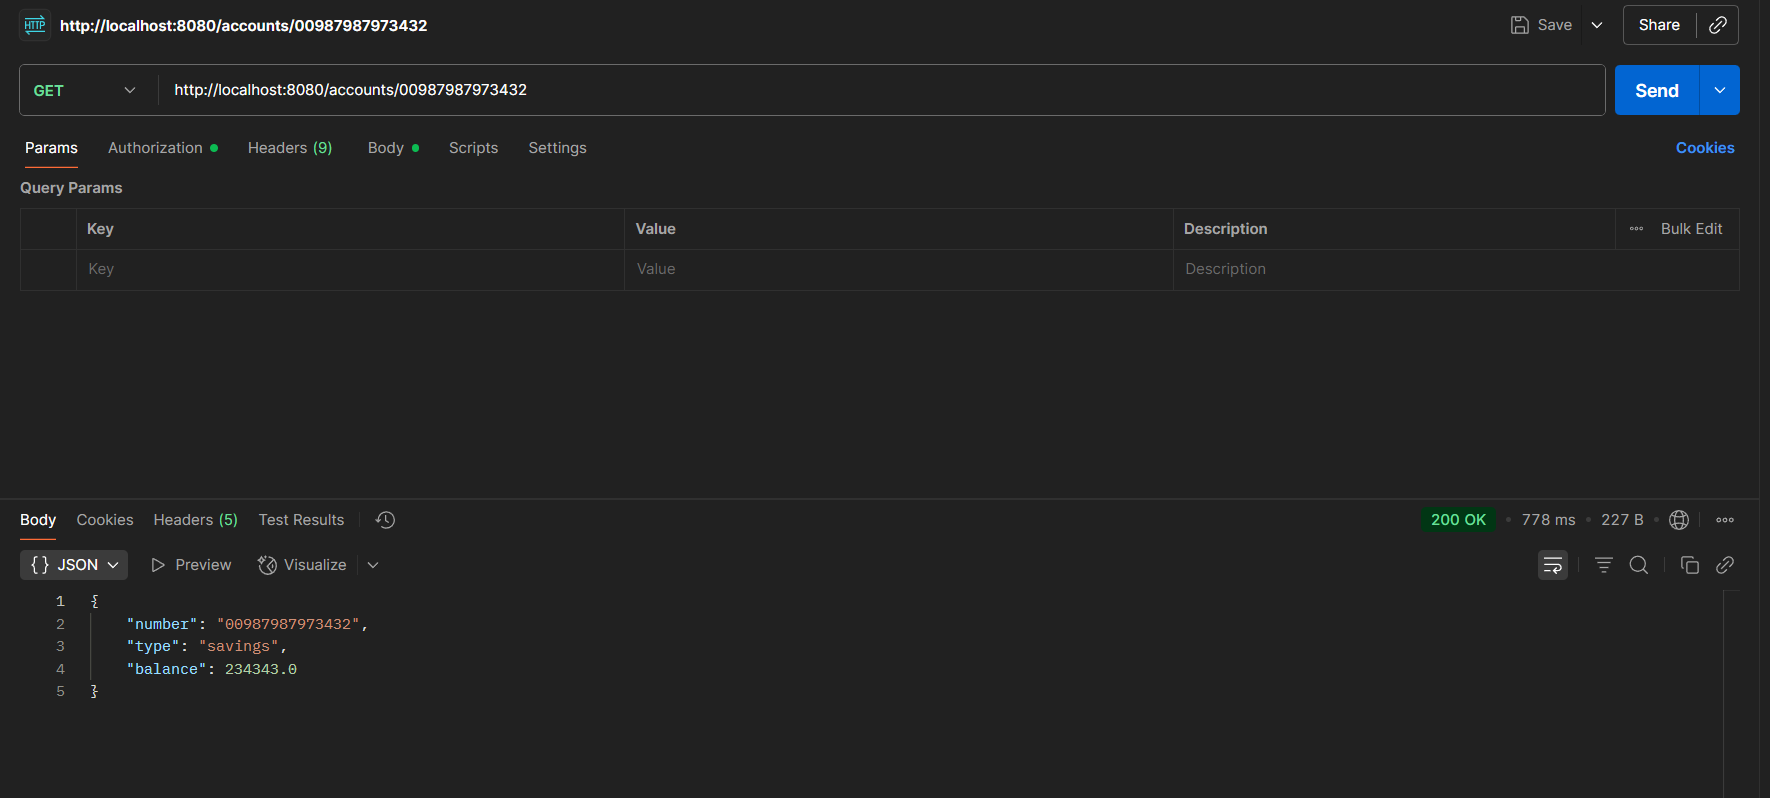 HTTP http://localhost:8080/accounts/00987987973432 Save Share
GET http://localhost:8080/accounts/00987987973432 Send
Params Authorization Headers (9) Body Scripts Settings Cookies
Query Params
Key Value Description Bulk Edit
Key Value Description
Body Cookies Headers (5) Test Results 200 OK • 778 ms • 227 B •
{} JSON Preview Visualize
1 {
2 "number": "00987987973432",
3 "type": "savings",
4 "balance": 234343.0
5 }